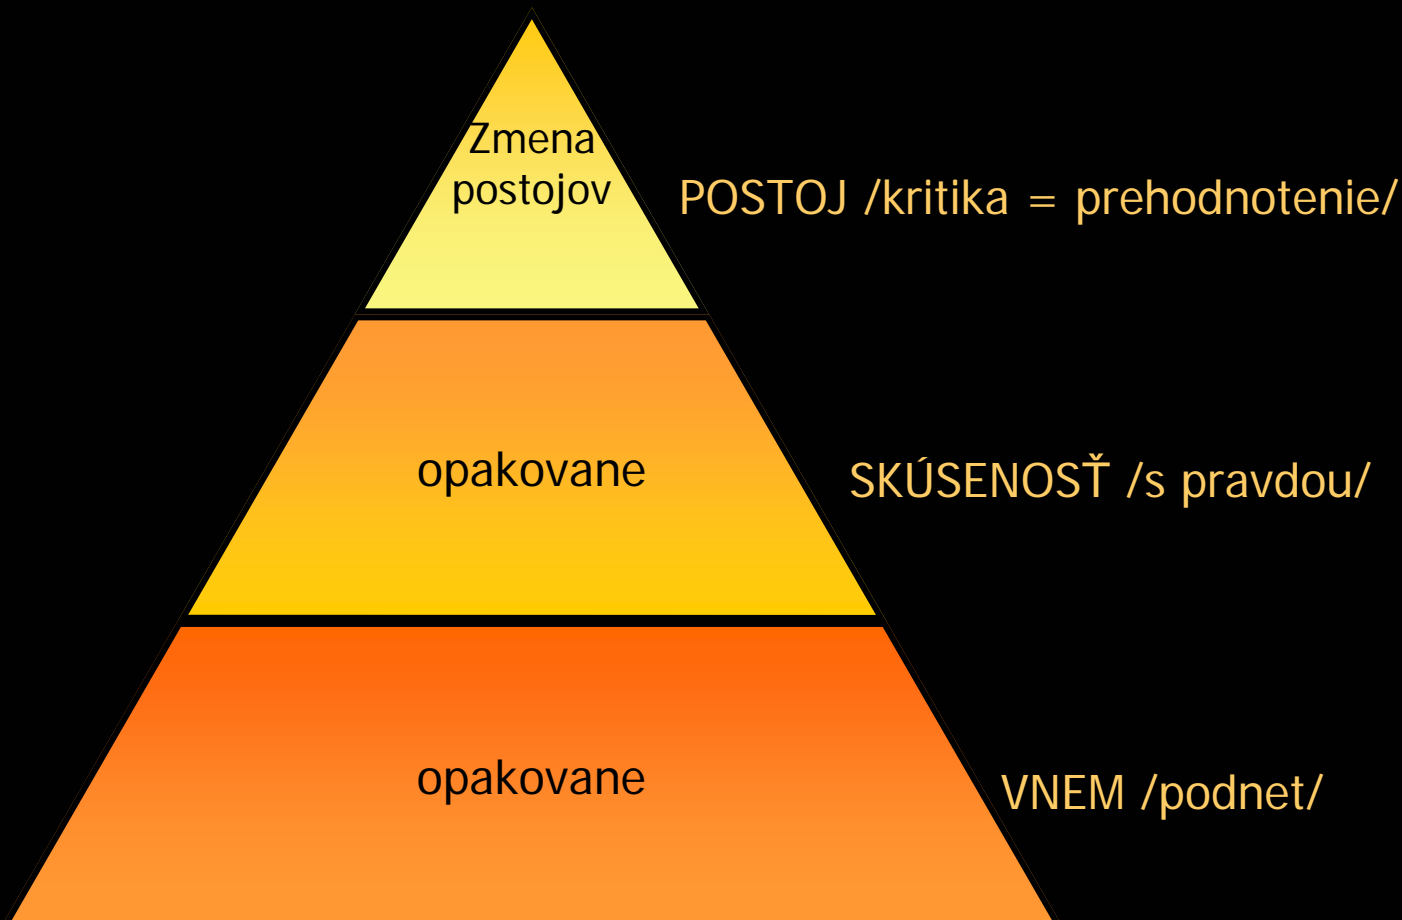 Zmena
postojov
POSTOJ /kritika = prehodnotenie/
opakovane
SKÚSENOSŤ /s pravdou/
opakovane
VNEM /podnet/